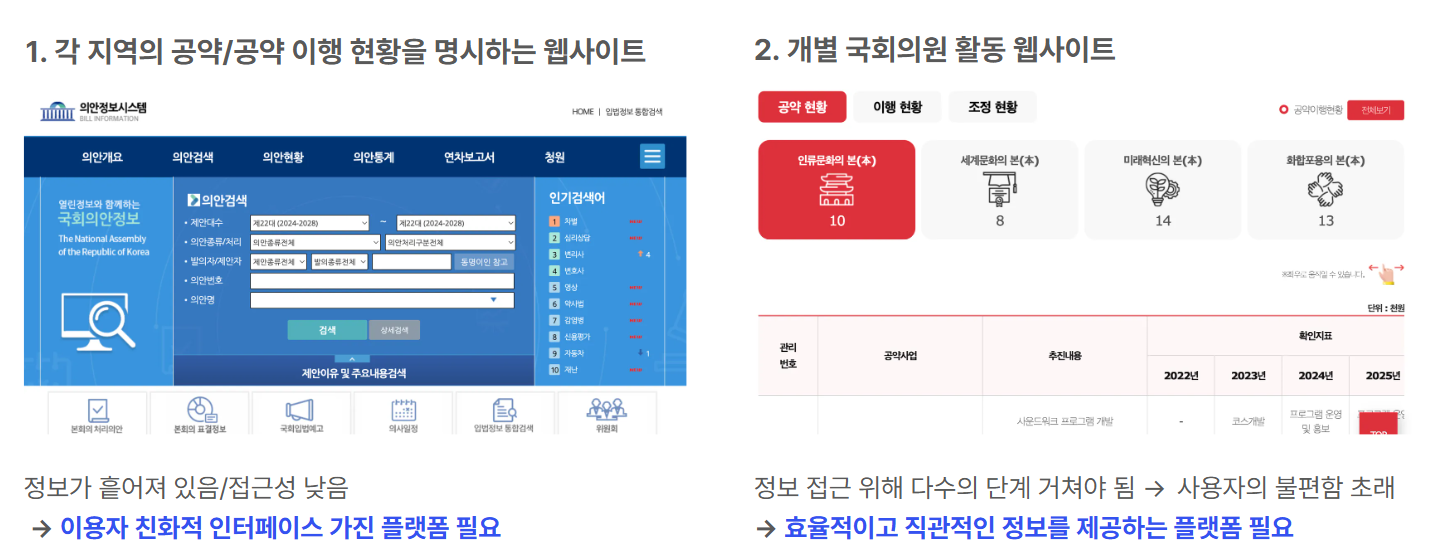 1. 각 지역의 공약/공약 이행 현황을 명시하는 웹사이트
의안정보시스템
BILL INFORMATION
HOME | 입법정보 통합검색
의안개요 의안검색 의안현황 의안통계 연차보고서 청원
열린정보와 함께하는
국회의안정보
The National Assembly
of the Republic of Korea
의안검색
• 제안대수 제22대 (2024-2028) ~ 제22대 (2024-2028)
• 의안종류/처리 의안종류전체 의안처리구분전체
• 발의자/제안자 제안종류전체 발의종류전체 동명이인 참고
• 의안번호
• 의안명
검색 상세검색
제안이유 및 주요내용검색
인기검색어
1 차별
2 심리상담
3 변리사 4
4 변호사
5 영상
6 약사법
7 감염병
8 신용평가
9 자동차 1
10 재난
본회의 처리의안 본회의 표결정보 국회입법예고 의사일정 입법정보 통합검색 위원회
정보가 흩어져 있음/접근성 낮음
→ 이용자 친화적 인터페이스 가진 플랫폼 필요
2. 개별 국회의원 활동 웹사이트
공약 현황 이행 현황 조정 현황
공약이행현황 전체보기
인류문화의 본(本) 세계문화의 본(本) 미래혁신의 본(本) 화합포용의 본(本)
10 8 14 13
※좌우로 움직일 수 있습니다.
단위 : 천원
관리
번호
공약사업
추진내용
확인지표
2022년 2023년 2024년 2025년
사운드워크 프로그램 개발 - 코스개발 프로그램 운영
및 홍보
TOP
정보 접근 위해 다수의 단계 거쳐야 됨 → 사용자의 불편함 초래
→ 효율적이고 직관적인 정보를 제공하는 플랫폼 필요